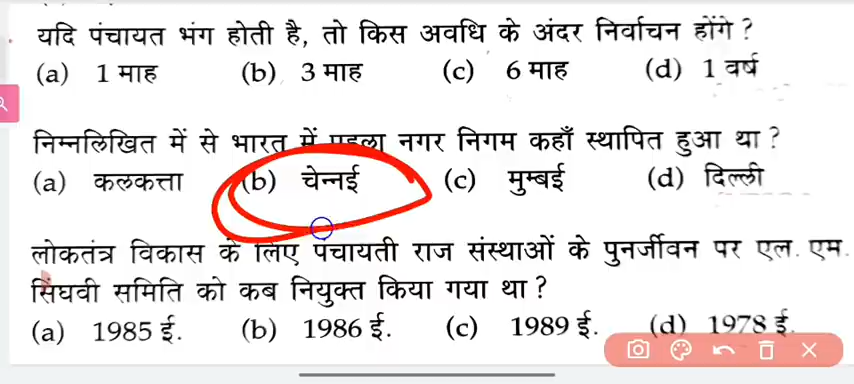 यदि पंचायत भंग होती है, तो किस अवधि के अंदर निर्वाचन होंगे ?
(a) 1 माह (b) 3 माह (c) 6 माह (d) 1 वर्ष
निम्नलिखित में से भारत में पहला नगर निगम कहाँ स्थापित हुआ था ?
(a) कलकत्ता (b) चेन्नई (c) मुम्बई (d) दिल्ली
लोकतंत्र विकास के लिए पंचायती राज संस्थाओं के पुनर्जीवन पर एल. एम.
सिंघवी समिति को कब नियुक्त किया गया था ?
(a) 1985 ई. (b) 1986 ई. (c) 1989 ई. (d) 1978 ई.